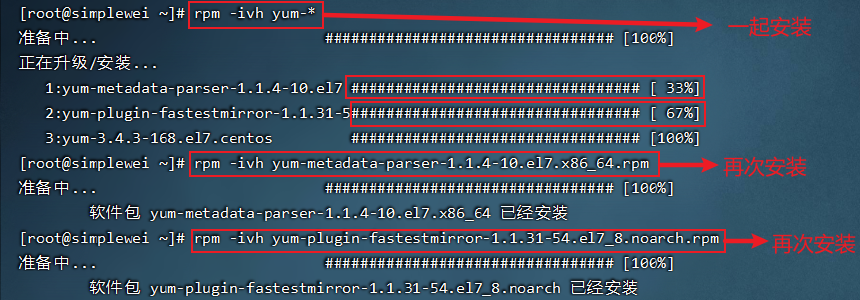 [root@simplewei ~]# rpm -ivh yum-* 一起安装
准备中... ################################# [100%]
正在升级/安装...
1:yum-metadata-parser-1.1.4-10.el7 ################################# [ 33%]
2:yum-plugin-fastestmirror-1.1.31-5################################# [ 67%]
3:yum-3.4.3-168.el7.centos ################################# [100%]
[root@simplewei ~]# rpm -ivh yum-metadata-parser-1.1.4-10.el7.x86_64.rpm 再次安装
准备中... ################################# [100%]
软件包 yum-metadata-parser-1.1.4-10.el7.x86_64 已经安装
[root@simplewei ~]# rpm -ivh yum-plugin-fastestmirror-1.1.31-54.el7_8.noarch.rpm 再次安装
准备中... ################################# [100%]
软件包 yum-plugin-fastestmirror-1.1.31-54.el7_8.noarch 已经安装